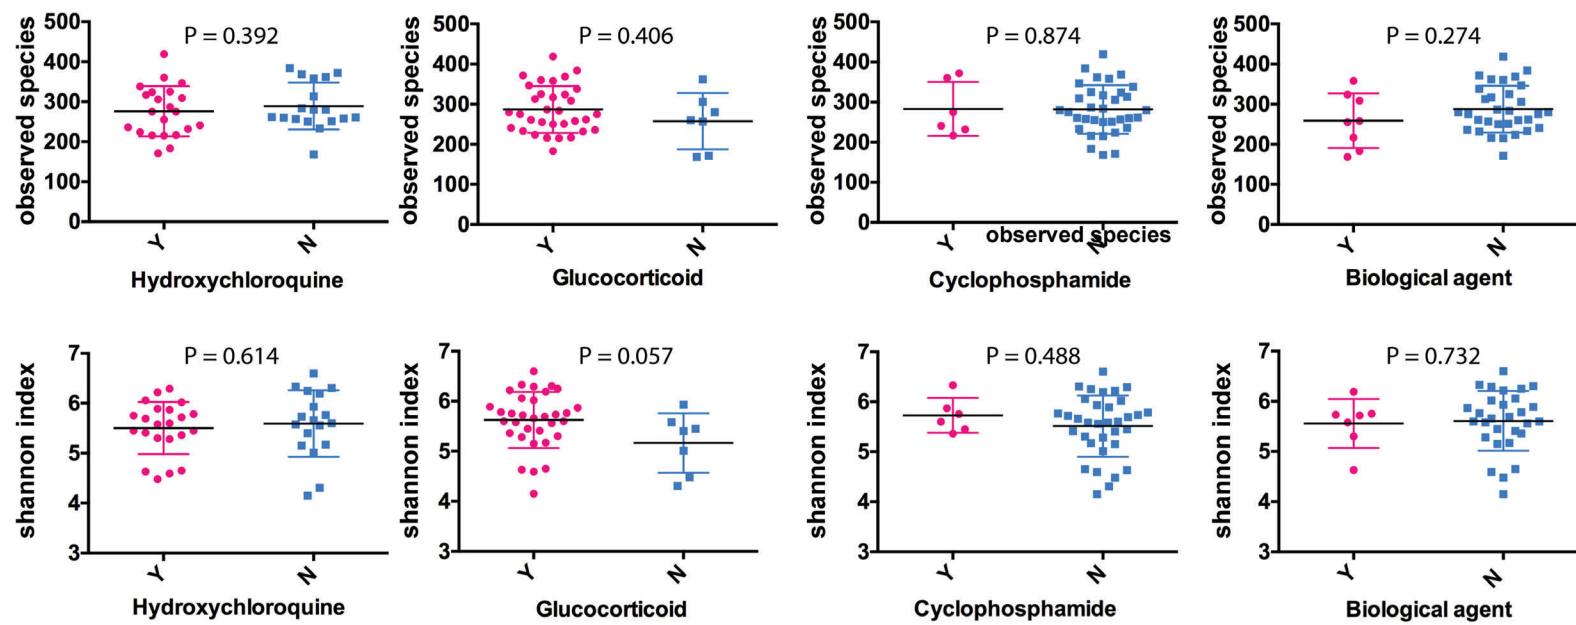 observed species
500
400
300
200
100
0
P = 0.392
Y
N
Hydroxychloroquine
observed species
500
400
300
200
100
0
P = 0.406
Y
N
Glucocorticoid
observed species
500
400
300
200
100
0
P = 0.874
Y
N
observed species
Cyclophosphamide
observed species
500
400
300
200
100
0
P = 0.274
Y
N
Biological agent
shannon index
7
6
5
4
3
P = 0.614
Y
N
Hydroxychloroquine
shannon index
7
6
5
4
3
P = 0.057
Y
N
Glucocorticoid
shannon index
7
6
5
4
3
P = 0.488
Y
N
Cyclophosphamide
shannon index
7
6
5
4
3
P = 0.732
Y
N
Biological agent